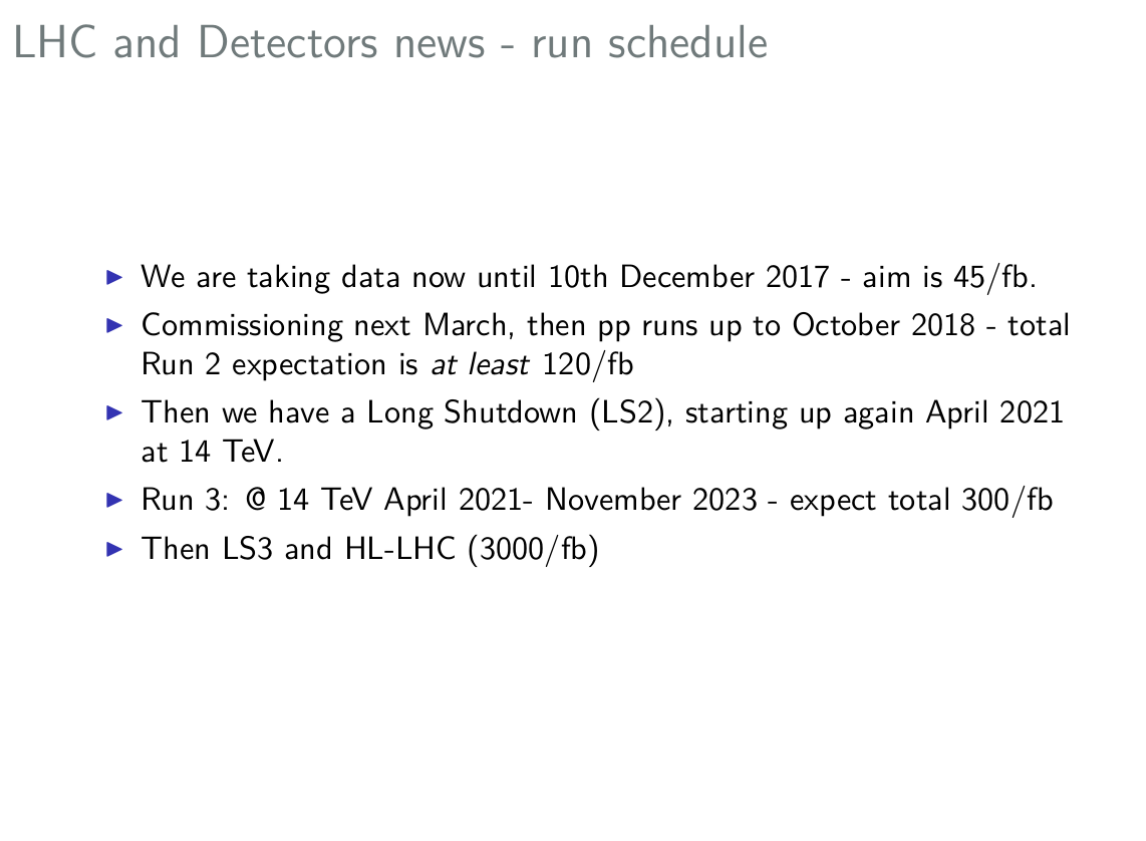 LHC and Detectors news - run schedule
► We are taking data now until 10th December 2017 - aim is 45/fb.
► Commissioning next March, then pp runs up to October 2018 - total
Run 2 expectation is at least 120/fb
► Then we have a Long Shutdown (LS2), starting up again April 2021
at 14 TeV.
► Run 3: @ 14 TeV April 2021- November 2023 - expect total 300/fb
► Then LS3 and HL-LHC (3000/fb)